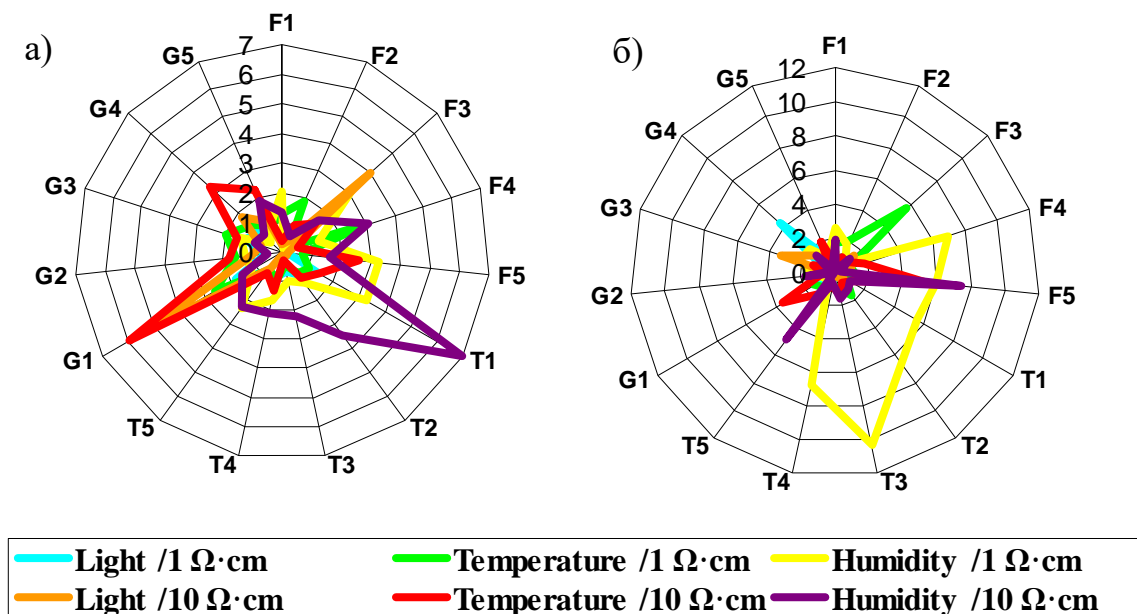 а)
F1
F2
F3
F4
F5
T1
T2
T3
T4
T5
G1
G2
G3
G4
G5
7
6
5
4
3
2
1
0
б)
F1
F2
F3
F4
F5
T1
T2
T3
T4
T5
G1
G2
G3
G4
G5
12
10
8
6
4
2
0
Light /1 Ω·cm
Temperature /1 Ω·cm
Humidity /1 Ω·cm
Light /10 Ω·cm
Temperature /10 Ω·cm
Humidity /10 Ω·cm